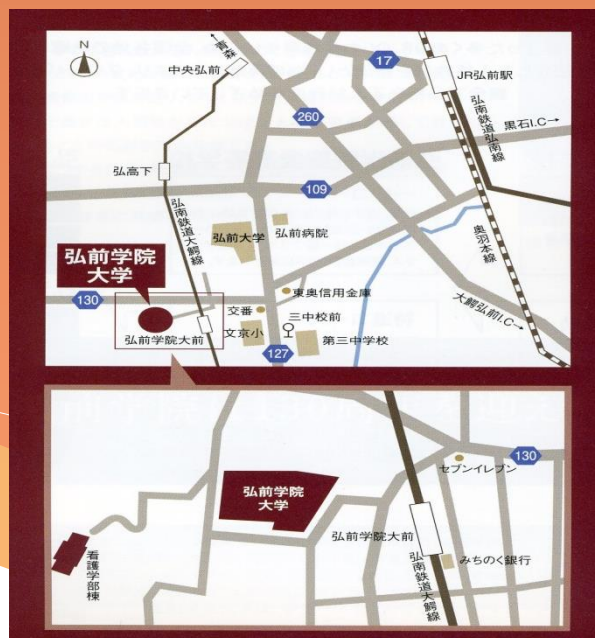 N
青森
中央弘前
17
JR弘前駅
260
黒石I.C→
弘南鉄道弘南線
弘高下
109
弘南鉄道大鰐線
弘前大学
弘前病院
奥羽本線
弘前学院
大学
130
東奥信用金庫
交番
三中校前
大鰐弘前I.C→
弘前学院大前
文京小
第三中学校
127
130
セブンイレブン
弘前学院
大学
弘前学院大前
看護学部棟
弘南鉄道大鰐線
みちのく銀行